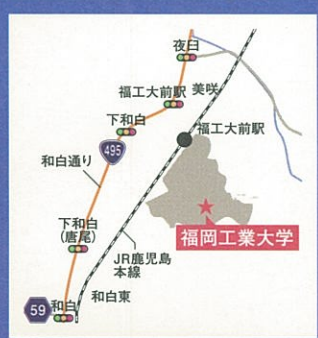 夜臼
福工大前駅
美咲
下和白
福工大前駅
495
和白通り
下和白
(唐尾)
福岡工業大学
JR鹿児島
本線
和白東
59
和白